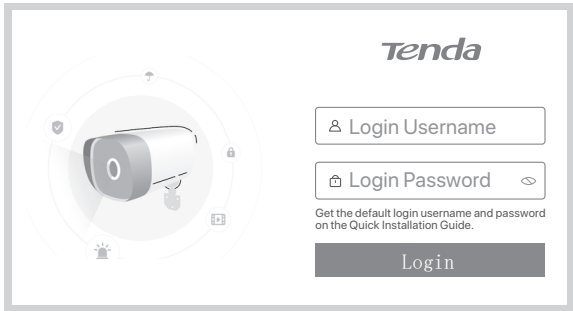 Tenda
Login Username
Login Password
Get the default login username and password
on the Quick Installation Guide.
Login